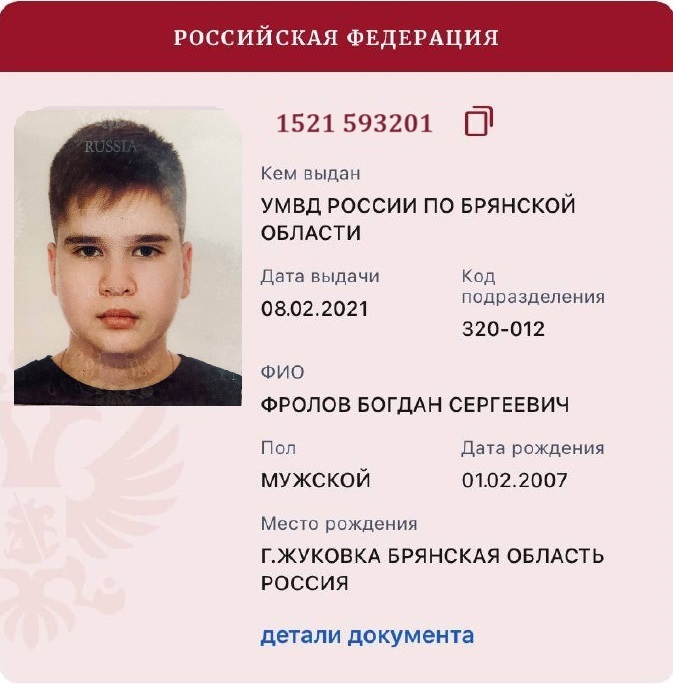 РОССИЙСКАЯ ФЕДЕРАЦИЯ
RUSSIA
1521 593201
Кем выдан
УМВД РОССИИ ПО БРЯНСКОЙ
ОБЛАСТИ
Дата выдачи
08.02.2021
Код
подразделения
320-012
ФИО
ФРОЛОВ БОГДАН СЕРГЕЕВИЧ
Пол
МУЖСКОЙ
Дата рождения
01.02.2007
Место рождения
Г.ЖУКОВКА БРЯНСКАЯ ОБЛАСТЬ
РОССИЯ
детали документа